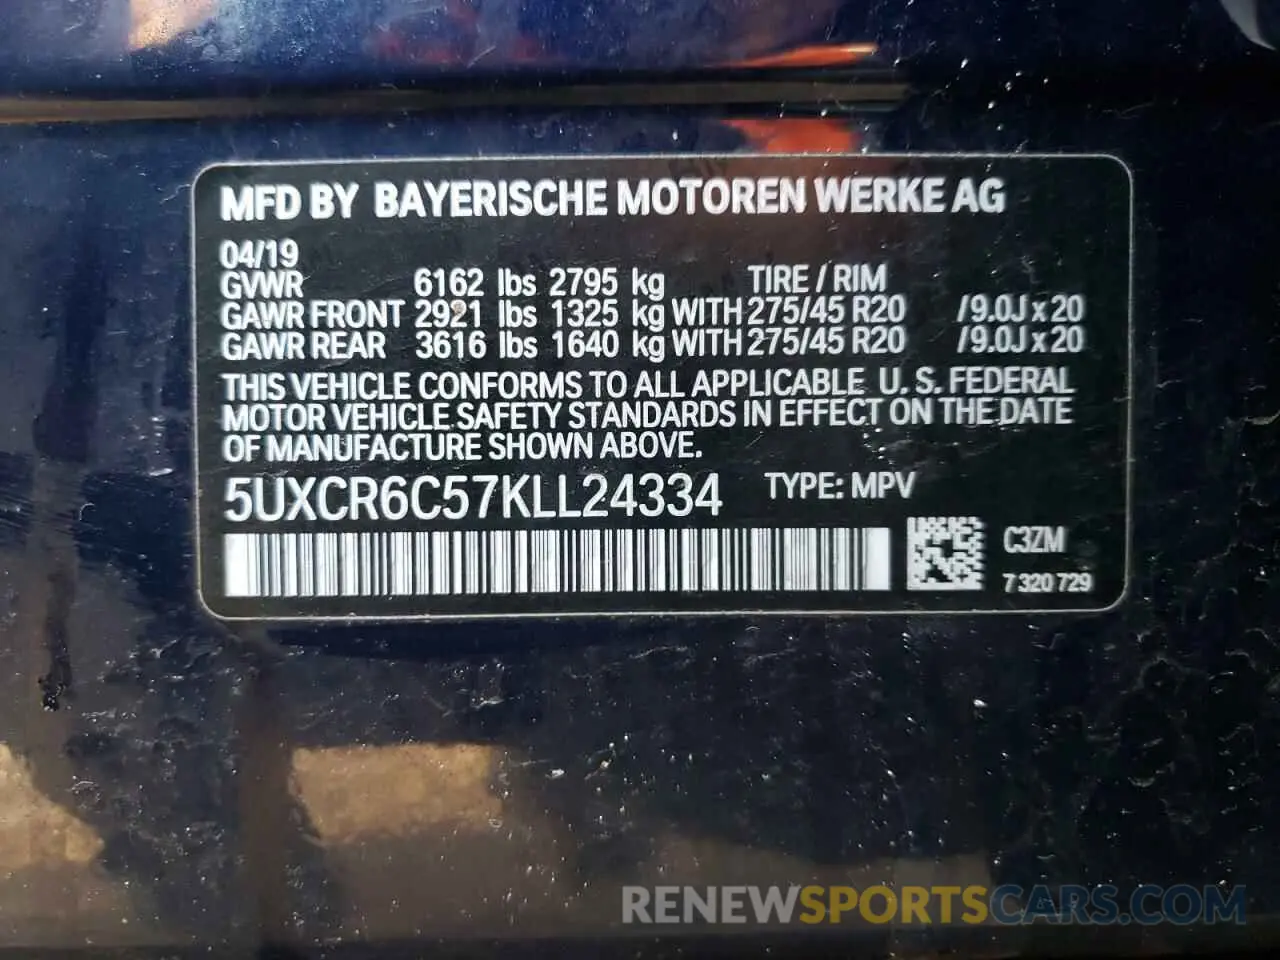 MFD BY BAYERISCHE MOTOREN WERKE AG
04/19
GVWR 6162 lbs 2795 kg TIRE / RIM
GAWR FRONT 2921 lbs 1325 kg WITH 275/45 R20 /9.0J x 20
GAWR REAR 3616 lbs 1640 kg WITH 275/45 R20 /9.0J x 20
THIS VEHICLE CONFORMS TO ALL APPLICABLE U. S. FEDERAL
MOTOR VEHICLE SAFETY STANDARDS IN EFFECT ON THE DATE
OF MANUFACTURE SHOWN ABOVE.
5UXCR6C57KLL24334 TYPE: MPV
C3ZM
7 320 729
RENEWSPORTSCARS.COM